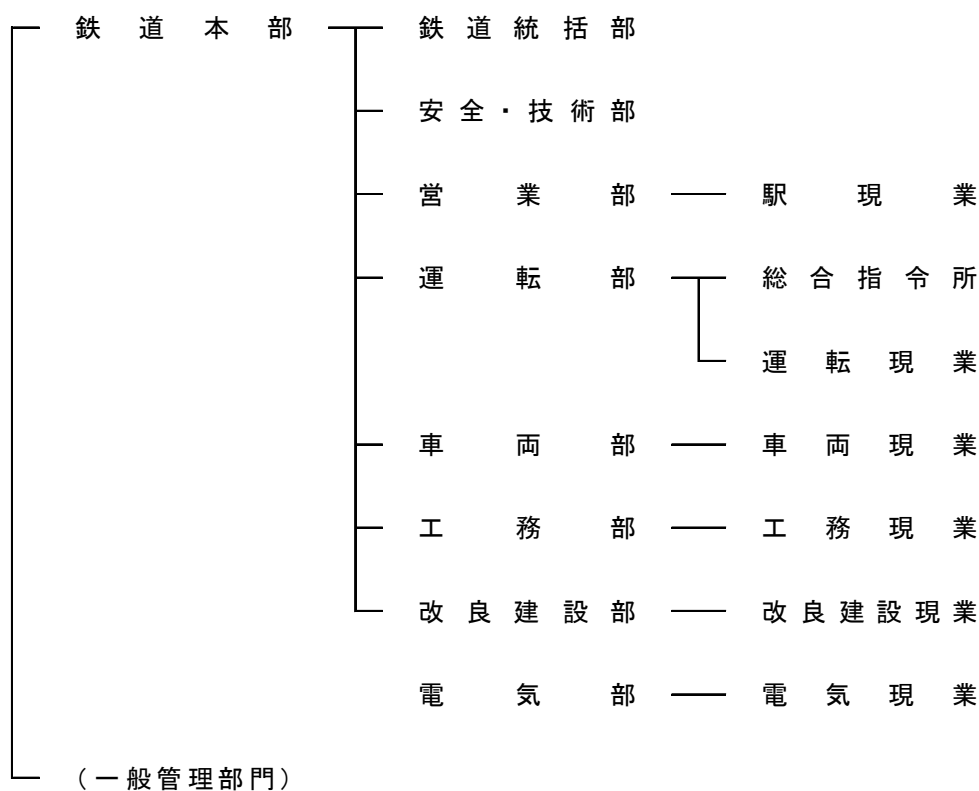 鉄道本部 鉄道統括部
安全・技術部
営業部 駅現業
運転部 総合指令所
運転現業
車両部 車両現業
工務部 工務現業
改良建設部 改良建設現業
電気部 電気現業
(一般管理部門)